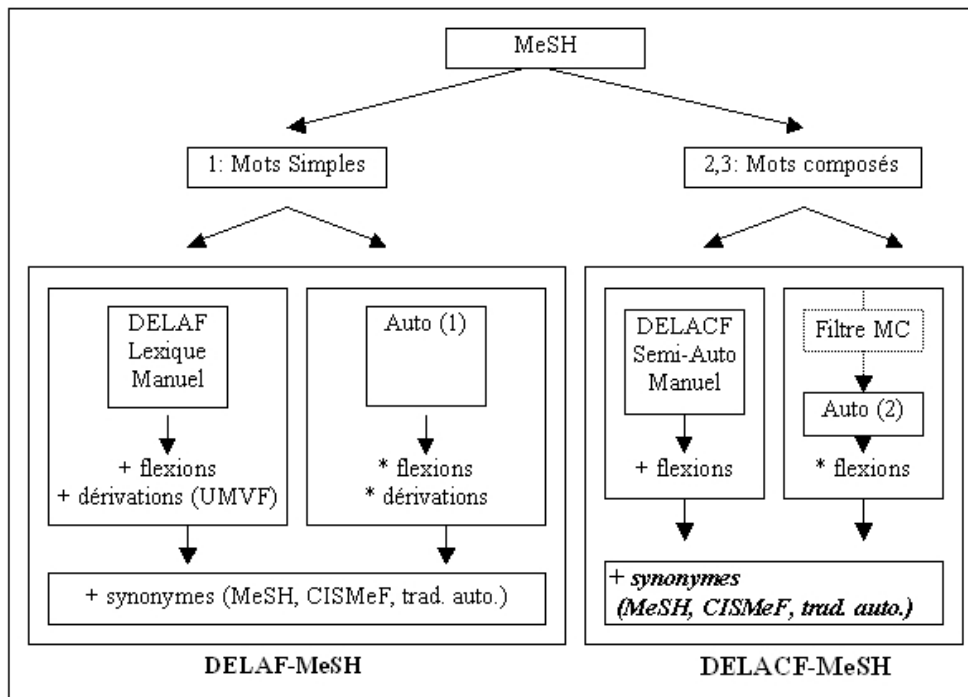 MeSH
1: Mots Simples
2,3: Mots composés
DELAF
Lexique
Manuel
+ flexions
+ dérivations (UMVF)
Auto (1)
* flexions
* dérivations
+ synonymes (MeSH, CISMeF, trad. auto.)
DELAF-MeSH
DELACF
Semi-Auto
Manuel
+ flexions
Filtre MC
Auto (2)
* flexions
+ synonymes
(MeSH, CISMeF, trad. auto.)
DELACF-MeSH